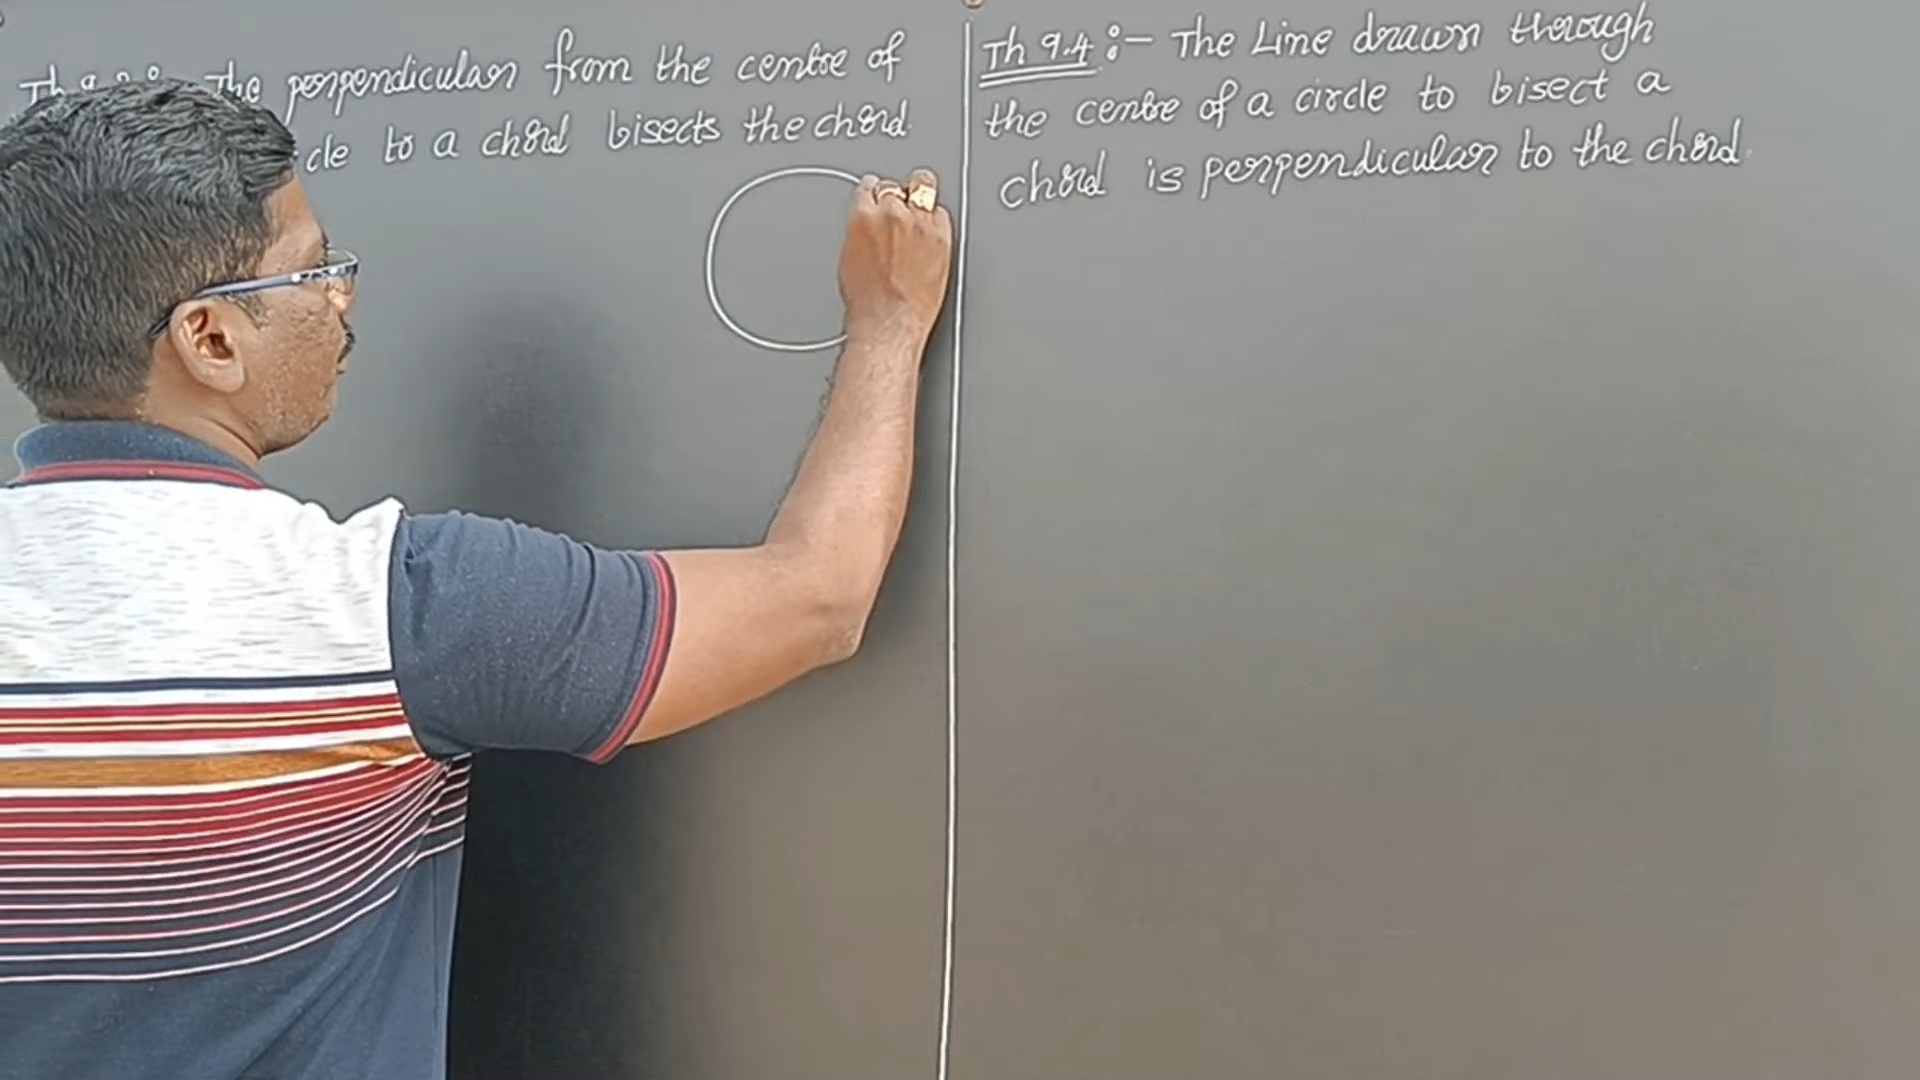 The perpendicular from the centre of
cle to a chord bisects the chord.
Th 9.4 :- The Line drawn through
the centre of a circle to bisect a
chord is perpendicular to the chord.